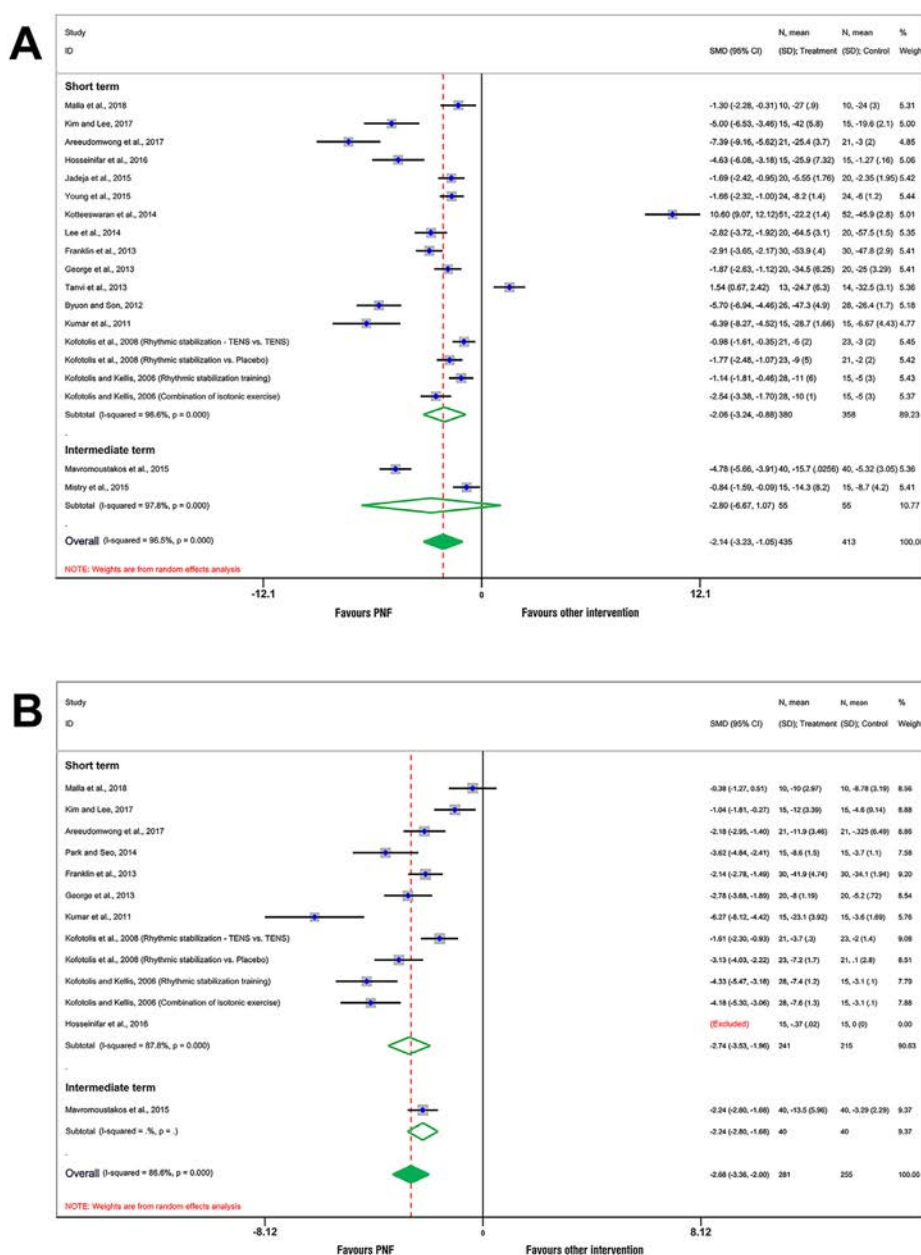 A
Study N, mean N, mean %
ID SMD (95% CI) (SD); Treatment (SD); Control Weigh
Short term
Malla et al., 2018 -1.30 (-2.28, -0.31) 10, -27 (.9) 10, -24 (3) 5.31
Kim and Lee, 2017 -5.00 (-6.53, -3.46) 15, -42 (5.8) 15, -19.6 (2.1) 5.00
Areeudomwong et al., 2017 -7.39 (-9.16, -5.62) 21, -25.4 (3.7) 21, -3 (2) 4.85
Hosseinifar et al., 2016 -4.63 (-6.08, -3.18) 15, -25.9 (7.32) 15, -1.27 (.16) 5.06
Jadeja et al., 2015 -1.69 (-2.42, -0.95) 20, -5.55 (1.76) 20, -2.35 (1.95) 5.42
Young et al., 2015 -1.66 (-2.32, -1.00) 24, -8.2 (1.4) 24, -6 (1.2) 5.44
Kotteeswaran et al., 2014 10.60 (9.07, 12.12) 51, -22.2 (1.4) 52, -45.9 (2.8) 5.01
Lee et al., 2014 -2.82 (-3.72, -1.92) 20, -64.5 (3.1) 20, -57.5 (1.5) 5.35
Franklin et al., 2013 -2.91 (-3.65, -2.17) 30, -53.9 (.4) 30, -47.8 (2.9) 5.41
George et al., 2013 -1.87 (-2.63, -1.12) 20, -34.5 (6.25) 20, -25 (3.29) 5.41
Tanvi et al., 2013 1.54 (0.67, 2.42) 13, -24.7 (6.3) 14, -32.5 (3.1) 5.36
Byuon and Son, 2012 -5.70 (-6.94, -4.46) 26, -47.3 (4.9) 28, -26.4 (1.7) 5.18
Kumar et al., 2011 -6.39 (-8.27, -4.52) 15, -28.7 (1.66) 15, -6.67 (4.43) 4.77
Kofotolis et al., 2008 (Rhythmic stabilization - TENS vs. TENS) -0.98 (-1.61, -0.35) 21, -5 (2) 23, -3 (2) 5.45
Kofotolis et al., 2008 (Rhythmic stabilization vs. Placebo) -1.77 (-2.48, -1.07) 23, -9 (5) 21, -2 (2) 5.42
Kofotolis and Kellis, 2006 (Rhythmic stabilization training) -1.14 (-1.81, -0.46) 28, -11 (6) 15, -5 (3) 5.43
Kofotolis and Kellis, 2006 (Combination of isotonic exercise) -2.54 (-3.38, -1.70) 28, -10 (1) 15, -5 (3) 5.37
Subtotal (I-squared = 96.6%, p = 0.000) -2.06 (-3.24, -0.88) 380 358 89.23
.
Intermediate term
Mavromoustakos et al., 2015 -4.78 (-5.66, -3.91) 40, -15.7 (.0256) 40, -5.32 (3.05) 5.36
Mistry et al., 2015 -0.84 (-1.59, -0.09) 15, -14.3 (8.2) 15, -8.7 (4.2) 5.41
Subtotal (I-squared = 97.8%, p = 0.000) -2.80 (-6.67, 1.07) 55 55 10.77
.
Overall (I-squared = 96.5%, p = 0.000) -2.14 (-3.23, -1.05) 435 413 100.00
NOTE: Weights are from random effects analysis
-12.1 0 12.1
Favours PNF Favours other intervention
B
Study N, mean N, mean %
ID SMD (95% CI) (SD); Treatment (SD); Control Weigh
Short term
Malla et al., 2018 -0.38 (-1.27, 0.51) 10, -10 (2.97) 10, -8.78 (3.19) 8.56
Kim and Lee, 2017 -1.04 (-1.81, -0.27) 15, -12 (3.39) 15, -4.6 (9.14) 8.88
Areeudomwong et al., 2017 -2.18 (-2.95, -1.40) 21, -11.9 (3.46) 21, -.325 (6.49) 8.86
Park and Seo, 2014 -3.62 (-4.84, -2.41) 15, -8.6 (1.5) 15, -3.7 (1.1) 7.58
Franklin et al., 2013 -2.14 (-2.78, -1.49) 30, -41.9 (4.74) 30, -34.1 (1.94) 9.20
George et al., 2013 -2.78 (-3.68, -1.89) 20, -8 (1.19) 20, -5.2 (.72) 8.54
Kumar et al., 2011 -6.27 (-8.12, -4.42) 15, -23.1 (3.92) 15, -3.6 (1.69) 5.76
Kofotolis et al., 2008 (Rhythmic stabilization - TENS vs. TENS) -1.61 (-2.30, -0.93) 21, -3.7 (.3) 23, -2 (1.4) 9.08
Kofotolis et al., 2008 (Rhythmic stabilization vs. Placebo) -3.13 (-4.03, -2.22) 23, -7.2 (1.7) 21, .1 (2.8) 8.51
Kofotolis and Kellis, 2006 (Rhythmic stabilization training) -4.33 (-5.47, -3.18) 28, -7.4 (1.2) 15, -3.1 (.1) 7.79
Kofotolis and Kellis, 2006 (Combination of isotonic exercise) -4.18 (-5.30, -3.06) 28, -7.6 (1.3) 15, -3.1 (.1) 7.88
Hosseinifar et al., 2016 (Excluded) 15, -.37 (.02) 15, 0 (0) 0.00
Subtotal (I-squared = 87.8%, p = 0.000) -2.74 (-3.53, -1.96) 241 215 90.63
.
Intermediate term
Mavromoustakos et al., 2015 -2.24 (-2.80, -1.68) 40, -13.5 (5.96) 40, -3.29 (2.29) 9.37
Subtotal (I-squared = .%, p = .) -2.24 (-2.80, -1.68) 40 40 9.37
.
Overall (I-squared = 86.6%, p = 0.000) -2.68 (-3.36, -2.00) 281 255 100.00
NOTE: Weights are from random effects analysis
-8.12 0 8.12
Favours PNF Favours other intervention